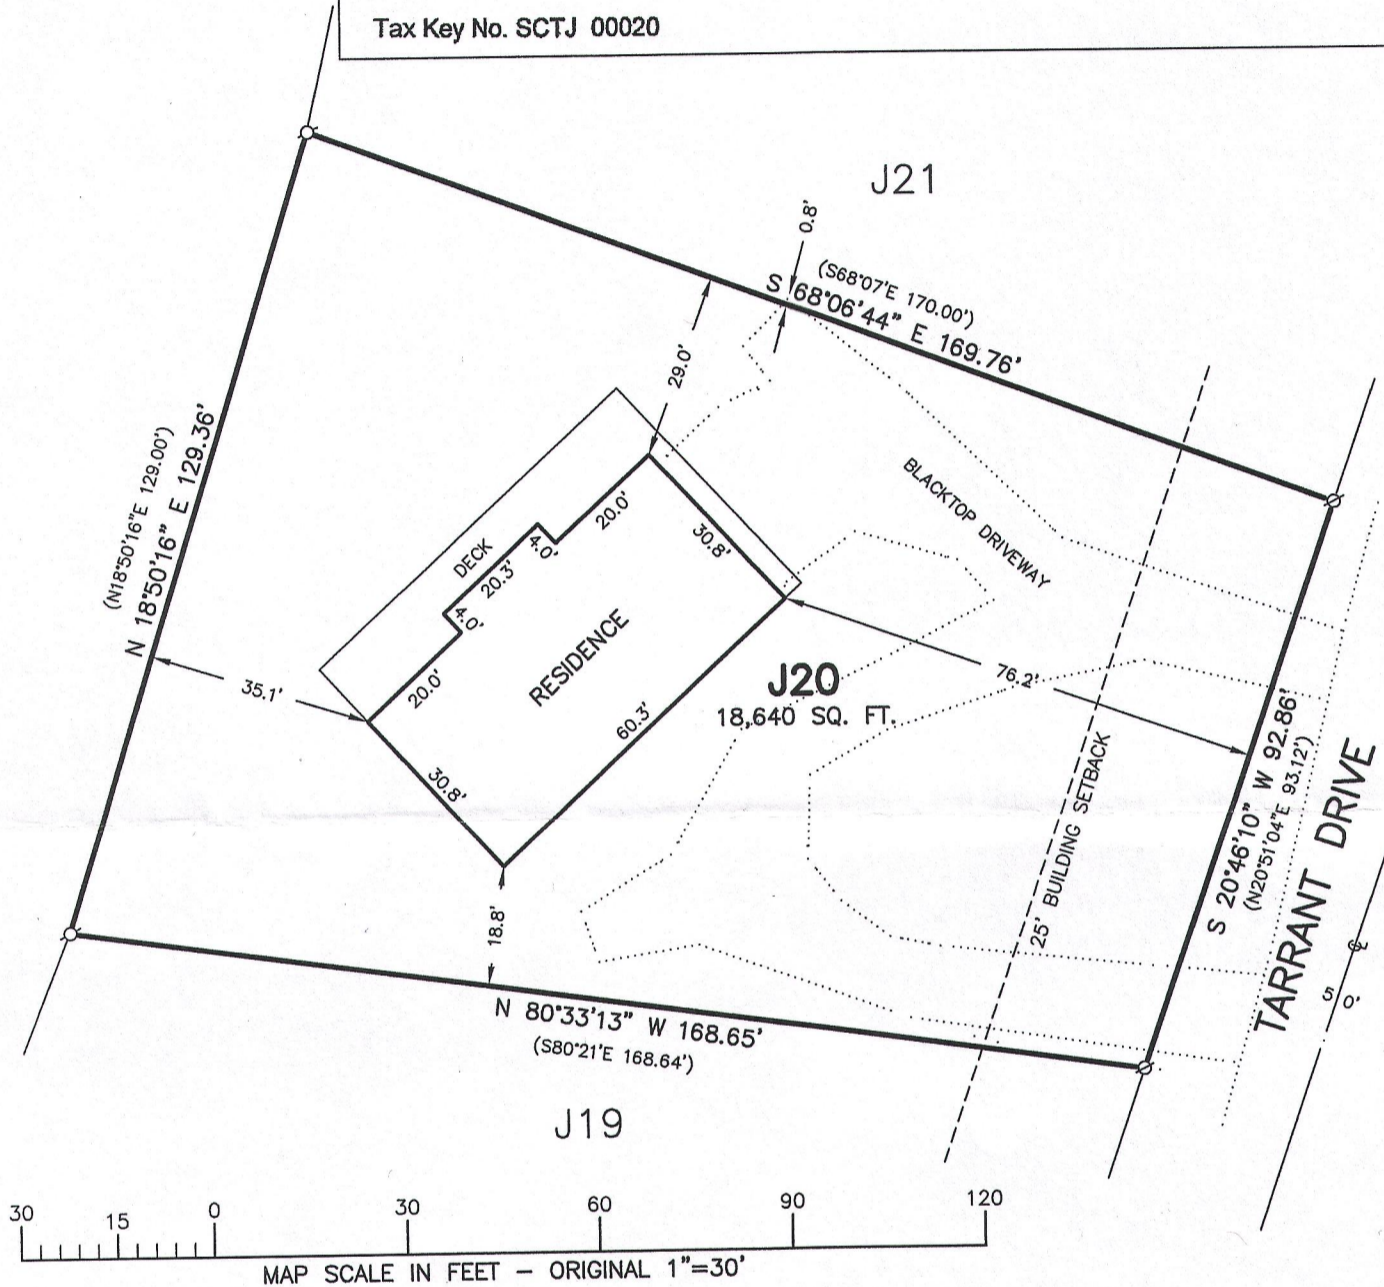 Tax Key No. SCTJ 00020
J21
0.8'
(S68°07'E 170.00')
S 68°06'44" E 169.76'
29.0'
(N18°50'16"E 129.00')
N 18°50'16" E 129.36'
BLACKTOP DRIVEWAY
DECK
20.0'
4.0'
20.3'
4.0'
20.0'
30.8'
RESIDENCE
35.1'
60.3'
30.8'
J20
18,640 SQ. FT.
76.2'
25' BUILDING SETBACK
S 20°46'10" W 92.86'
(N20°51'04"E 93.12')
TARRANT DRIVE
℄
50'
18.8'
N 80°33'13" W 168.65'
(S80°21'E 168.64')
J19
30 15 0 30 60 90 120
MAP SCALE IN FEET – ORIGINAL 1"=30'